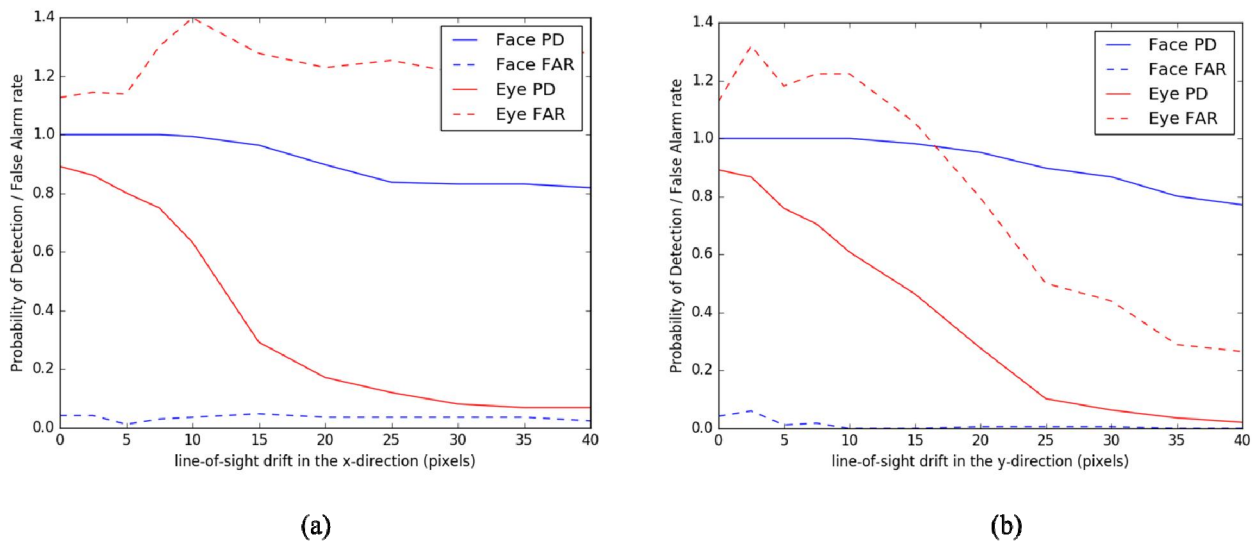 1.4
1.2
1.0
0.8
0.6
0.4
0.2
0.0
Probability of Detection / False Alarm rate
Face PD
Face FAR
Eye PD
Eye FAR
0 5 10 15 20 25 30 35 40
line-of-sight drift in the x-direction (pixels)
(a)
1.4
1.2
1.0
0.8
0.6
0.4
0.2
0.0
Probability of Detection / False Alarm rate
Face PD
Face FAR
Eye PD
Eye FAR
0 5 10 15 20 25 30 35 40
line-of-sight drift in the y-direction (pixels)
(b)